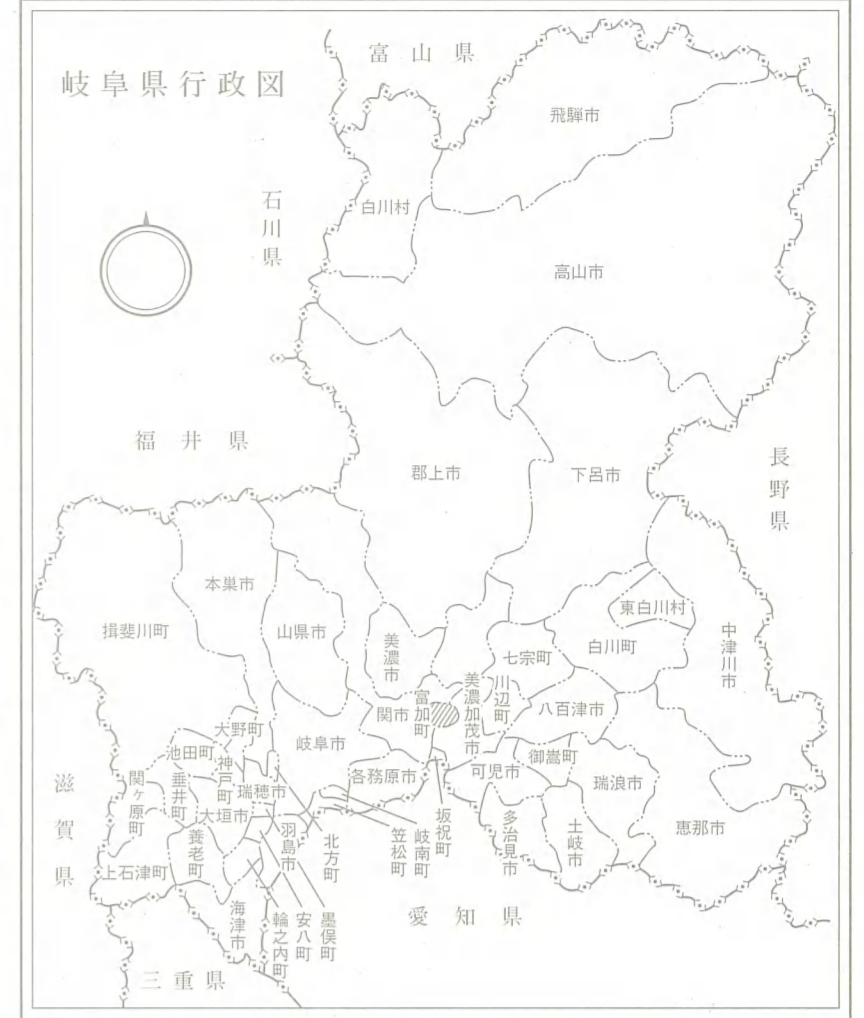 岐阜県行政図
富山県
飛騨市
石川県
白川村
高山市
福井県
郡上市
下呂市
長野県
本巣市
揖斐川町
山県市
美濃市
七宗町
東白川村
白川町
中津川市
関市
富加町
美濃加茂市
川辺町
八百津市
大野町
岐阜市
池田町
神戸町
各務原市
可児市
御嵩町
瑞浪市
関ヶ原町
垂井町
瑞穂市
大垣市
恵那市
滋賀県
養老町
羽島市
北方町
笠松町
岐南町
坂祝町
多治見市
土岐市
上石津町
海津市
輪之内町
安八町
墨俣町
愛知県
三重県